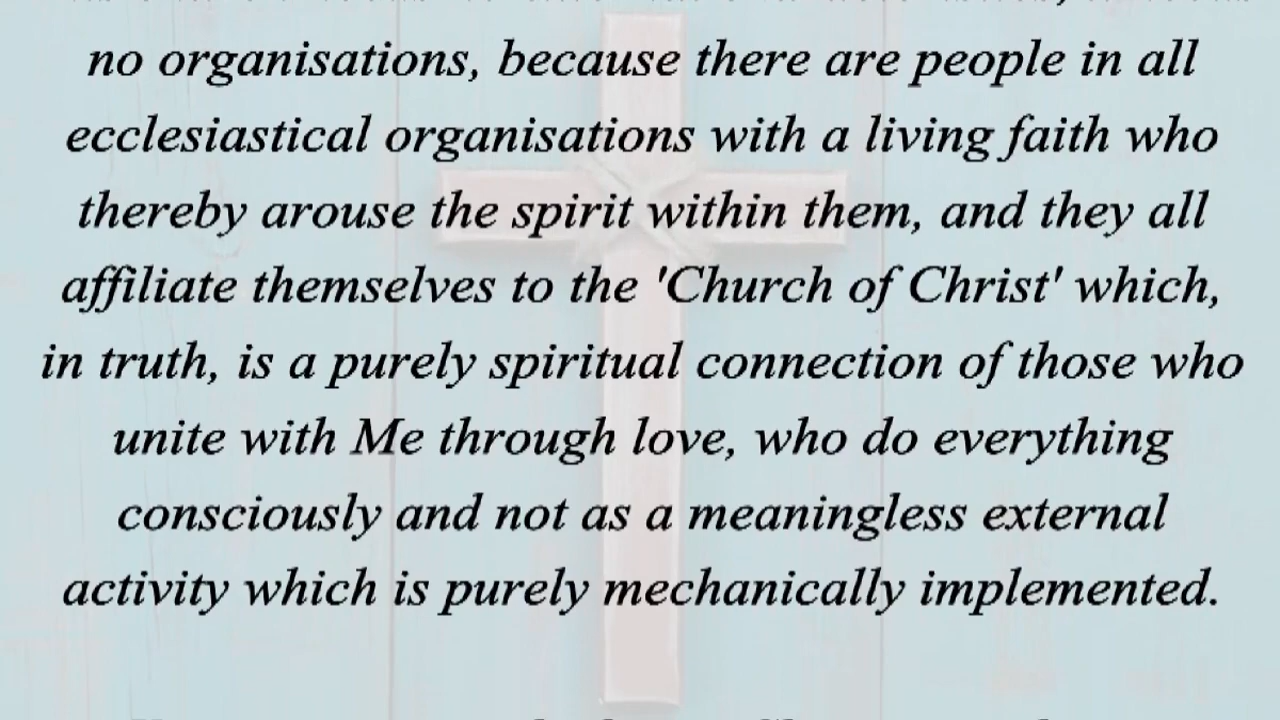 no organisations, because there are people in all
ecclesiastical organisations with a living faith who
thereby arouse the spirit within them, and they all
affiliate themselves to the 'Church of Christ' which,
in truth, is a purely spiritual connection of those who
unite with Me through love, who do everything
consciously and not as a meaningless external
activity which is purely mechanically implemented.